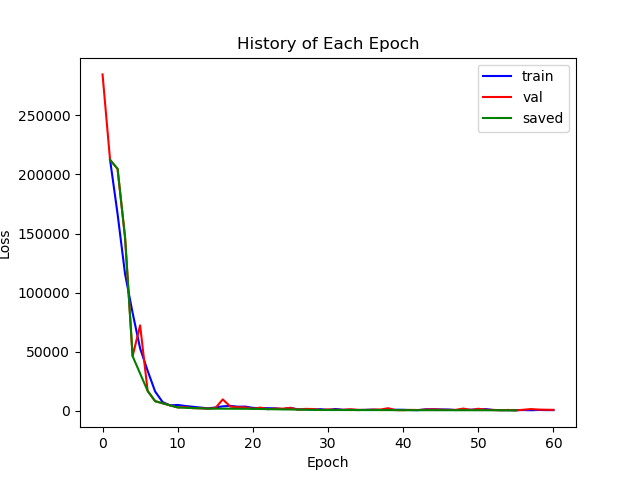 History of Each Epoch
train
val
saved
250000
200000
150000
100000
50000
0
Loss
0 10 20 30 40 50 60
Epoch